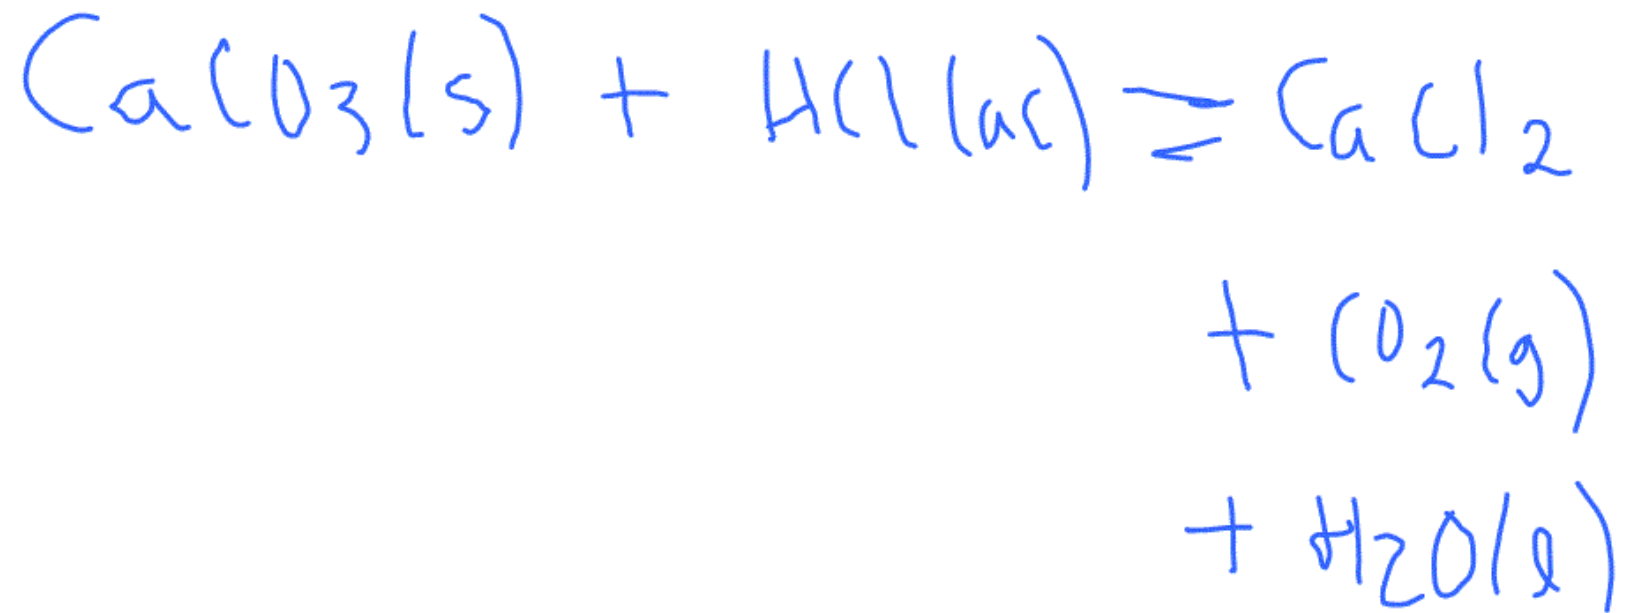 CaCO3(s) + HCl(ac) ⇌ CaCl2
+ CO2(g)
+ H2O(l)